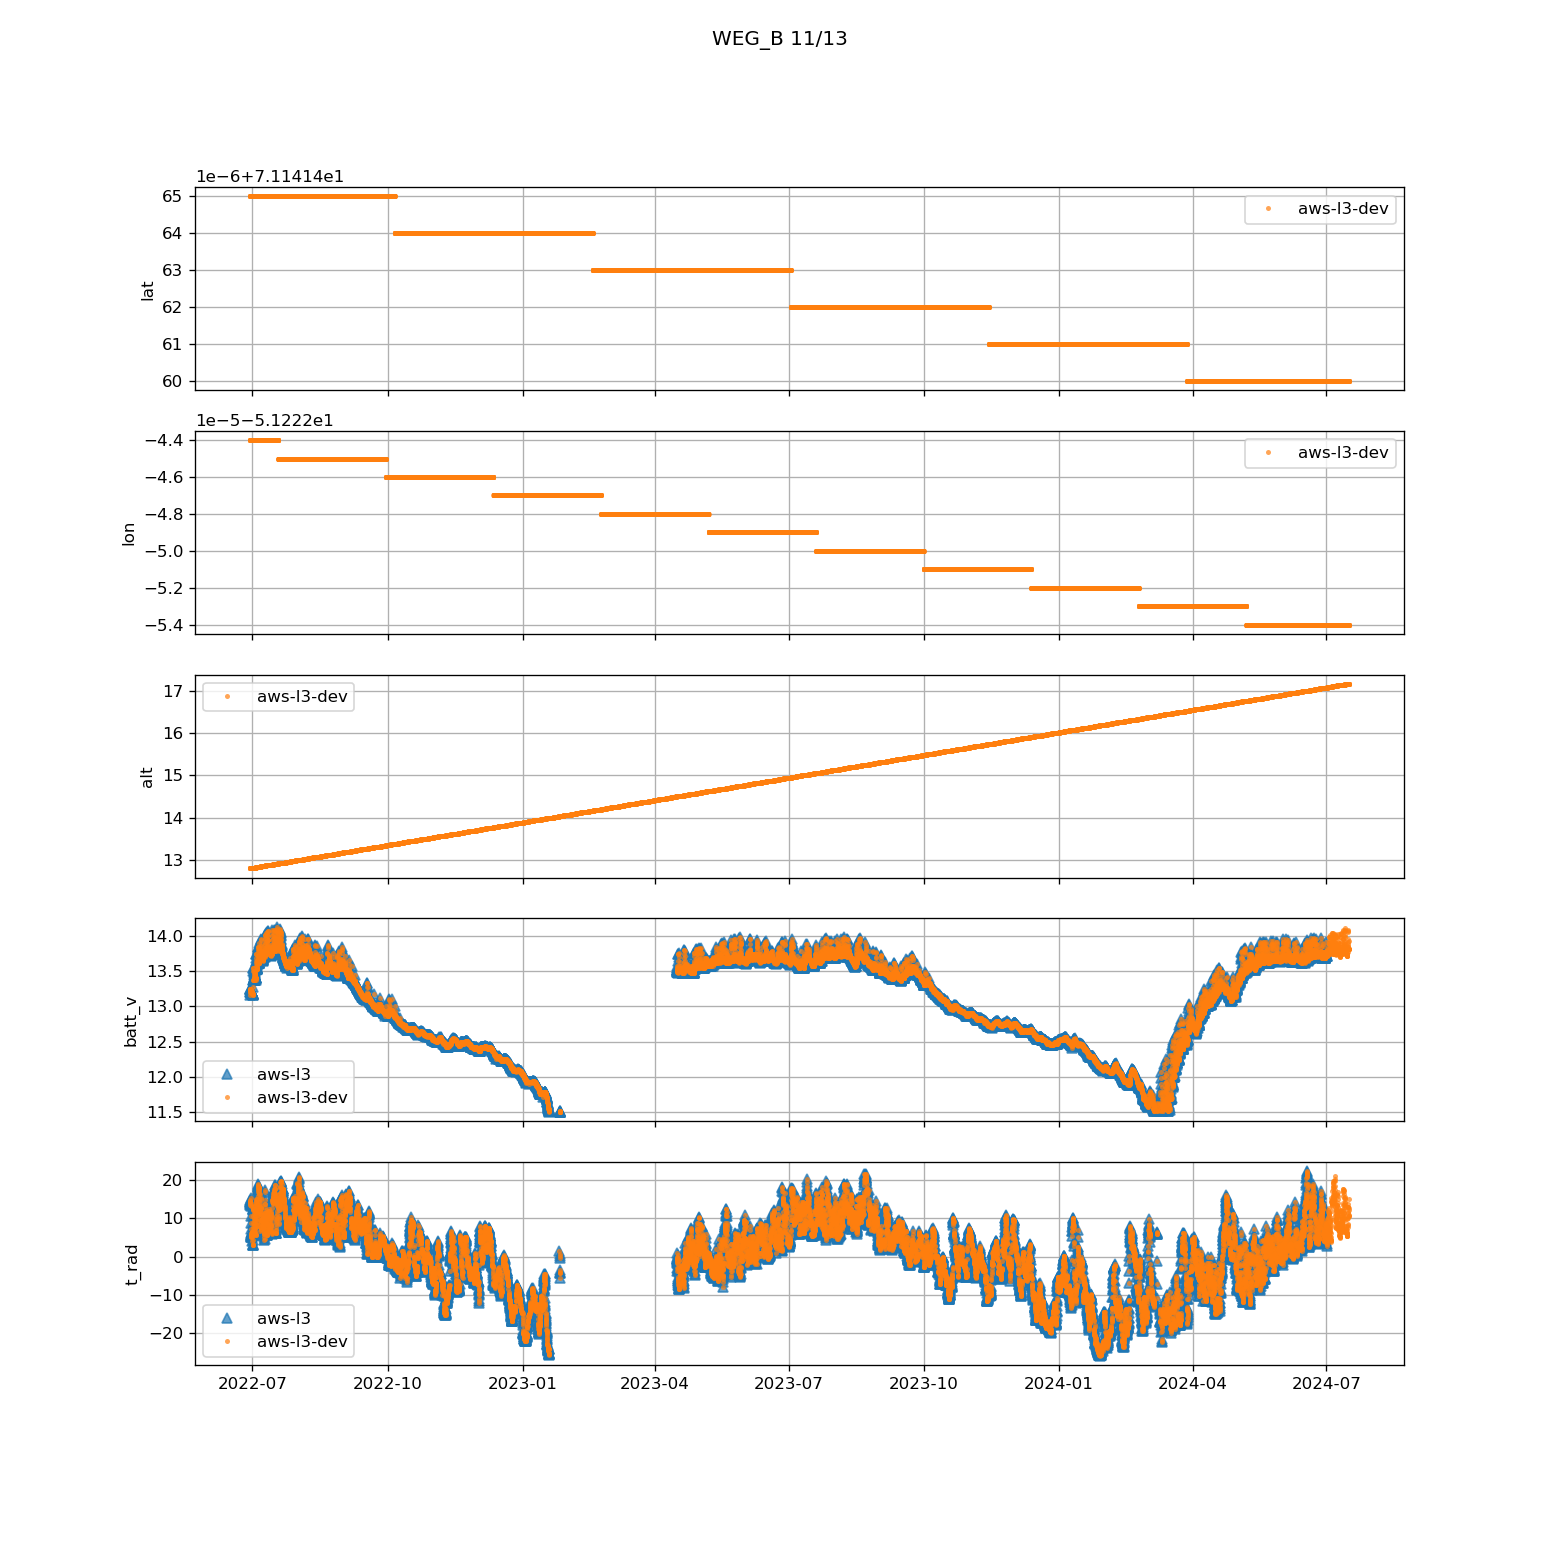 WEG_B 11/13
1e−6+7.11414e1
65
64
63
62
61
60
lat
aws-l3-dev
1e−5−5.1222e1
−4.4
−4.6
−4.8
−5.0
−5.2
−5.4
lon
aws-l3-dev
17
16
15
14
13
alt
aws-l3-dev
14.0
13.5
13.0
12.5
12.0
11.5
batt_v
aws-l3
aws-l3-dev
20
10
0
−10
−20
t_rad
aws-l3
aws-l3-dev
2022-07 2022-10 2023-01 2023-04 2023-07 2023-10 2024-01 2024-04 2024-07